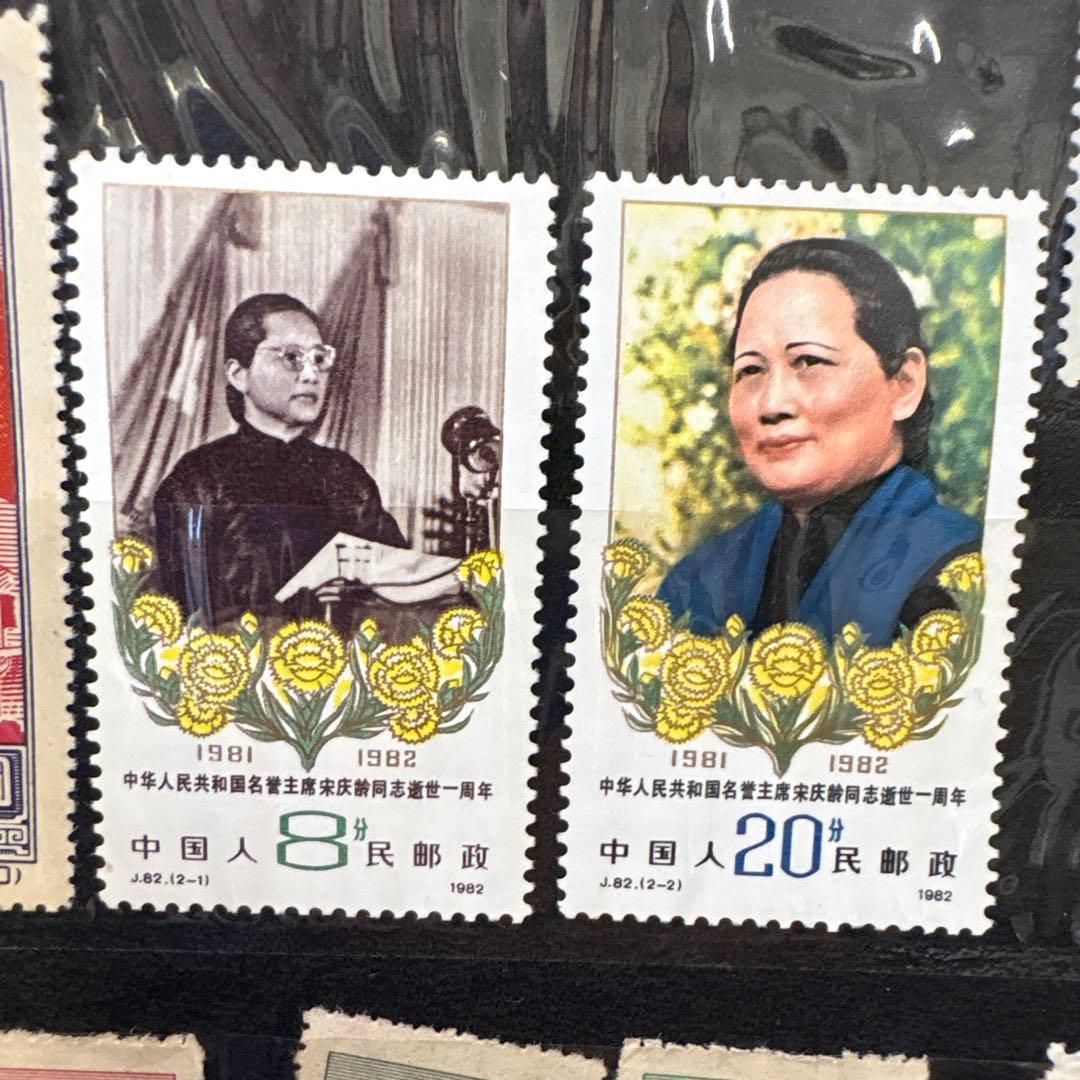 1981 1982
中华人民共和国名誉主席宋庆龄同志逝世一周年
中国人8分民邮政
J.82.(2-1) 1982
1981 1982
中华人民共和国名誉主席宋庆龄同志逝世一周年
中国人20分民邮政
J.82.(2-2) 1982